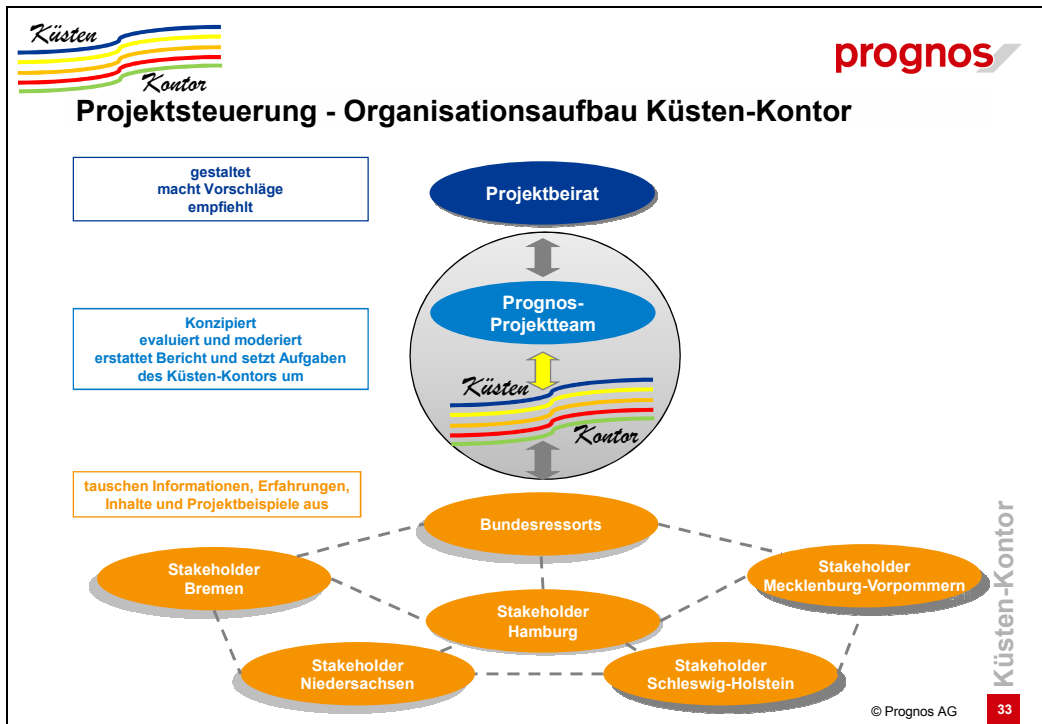 Küsten
Kontor
prognos
Projektsteuerung - Organisationsaufbau Küsten-Kontor
gestaltet
macht Vorschläge
empfiehlt
Projektbeirat
Konzipiert
evaluiert und moderiert
erstattet Bericht und setzt Aufgaben
des Küsten-Kontors um
Prognos-
Projektteam
Küsten
Kontor
tauschen Informationen, Erfahrungen,
Inhalte und Projektbeispiele aus
Bundesressorts
Stakeholder
Bremen
Stakeholder
Mecklenburg-Vorpommern
Stakeholder
Hamburg
Stakeholder
Niedersachsen
Stakeholder
Schleswig-Holstein
Küsten-Kontor
© Prognos AG
33